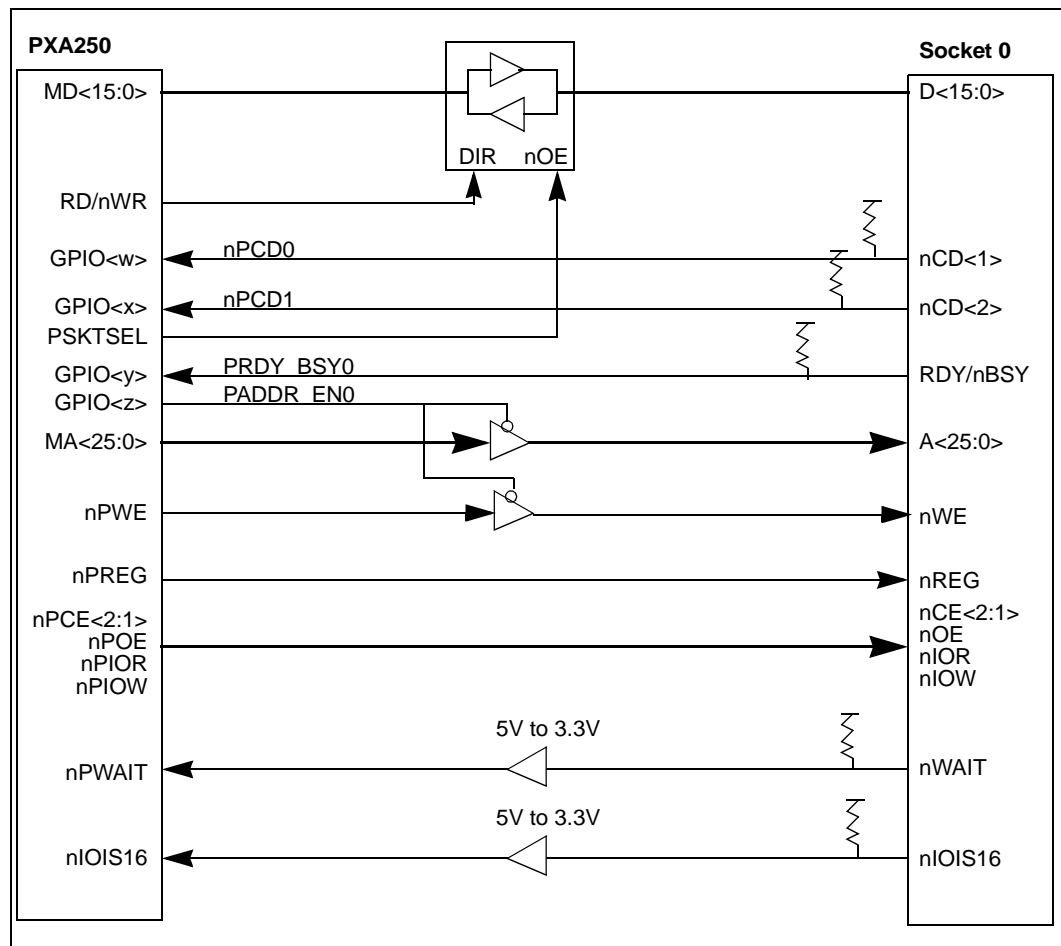 PXA250
Socket 0
MD<15:0>
D<15:0>
DIR nOE
RD/nWR
GPIO<w>
nPCD0
nCD<1>
GPIO<x>
nPCD1
nCD<2>
PSKTSEL
GPIO<y>
PRDY_BSY0
RDY/nBSY
GPIO<z>
PADDR_EN0
MA<25:0>
A<25:0>
nPWE
nWE
nPREG
nREG
nPCE<2:1>
nPOE
nPIOR
nPIOW
nCE<2:1>
nOE
nIOR
nIOW
5V to 3.3V
nPWAIT
nWAIT
5V to 3.3V
nIOIS16
nIOIS16